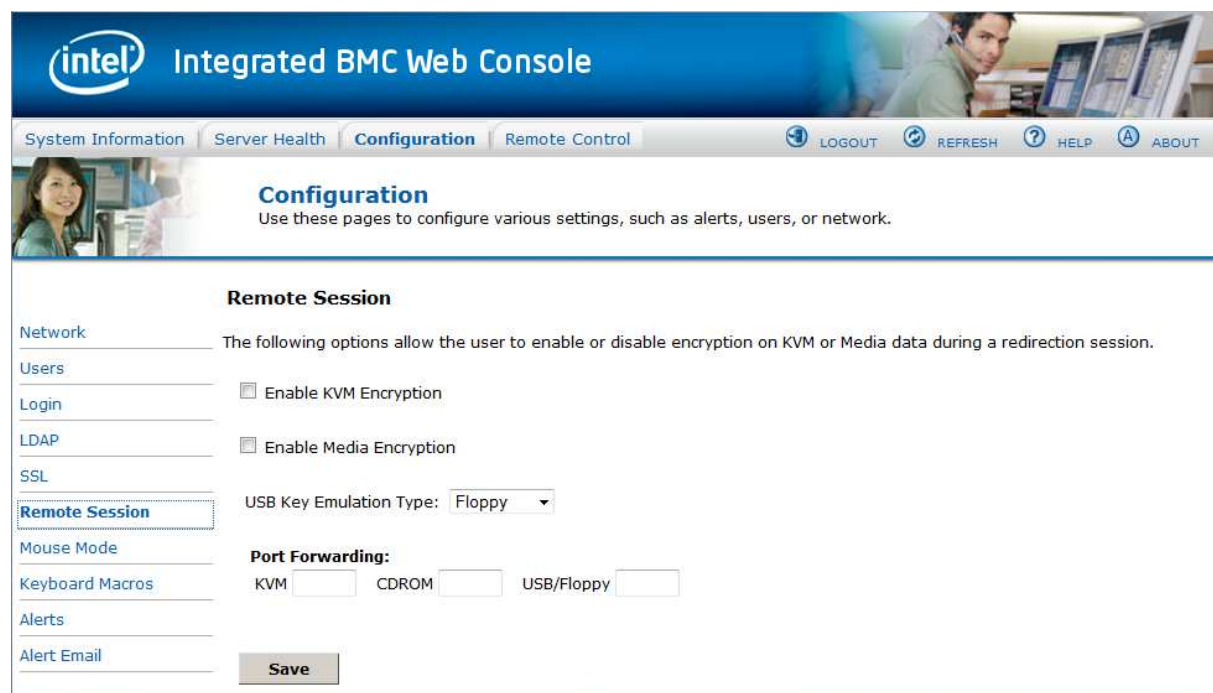 intel Integrated BMC Web Console
System Information Server Health Configuration Remote Control LOGOUT REFRESH HELP ABOUT
Configuration
Use these pages to configure various settings, such as alerts, users, or network.
Network
Users
Login
LDAP
SSL
Remote Session
Mouse Mode
Keyboard Macros
Alerts
Alert Email
Remote Session
The following options allow the user to enable or disable encryption on KVM or Media data during a redirection session.
Enable KVM Encryption
Enable Media Encryption
USB Key Emulation Type: Floppy
Port Forwarding:
KVM CDROM USB/Floppy
Save